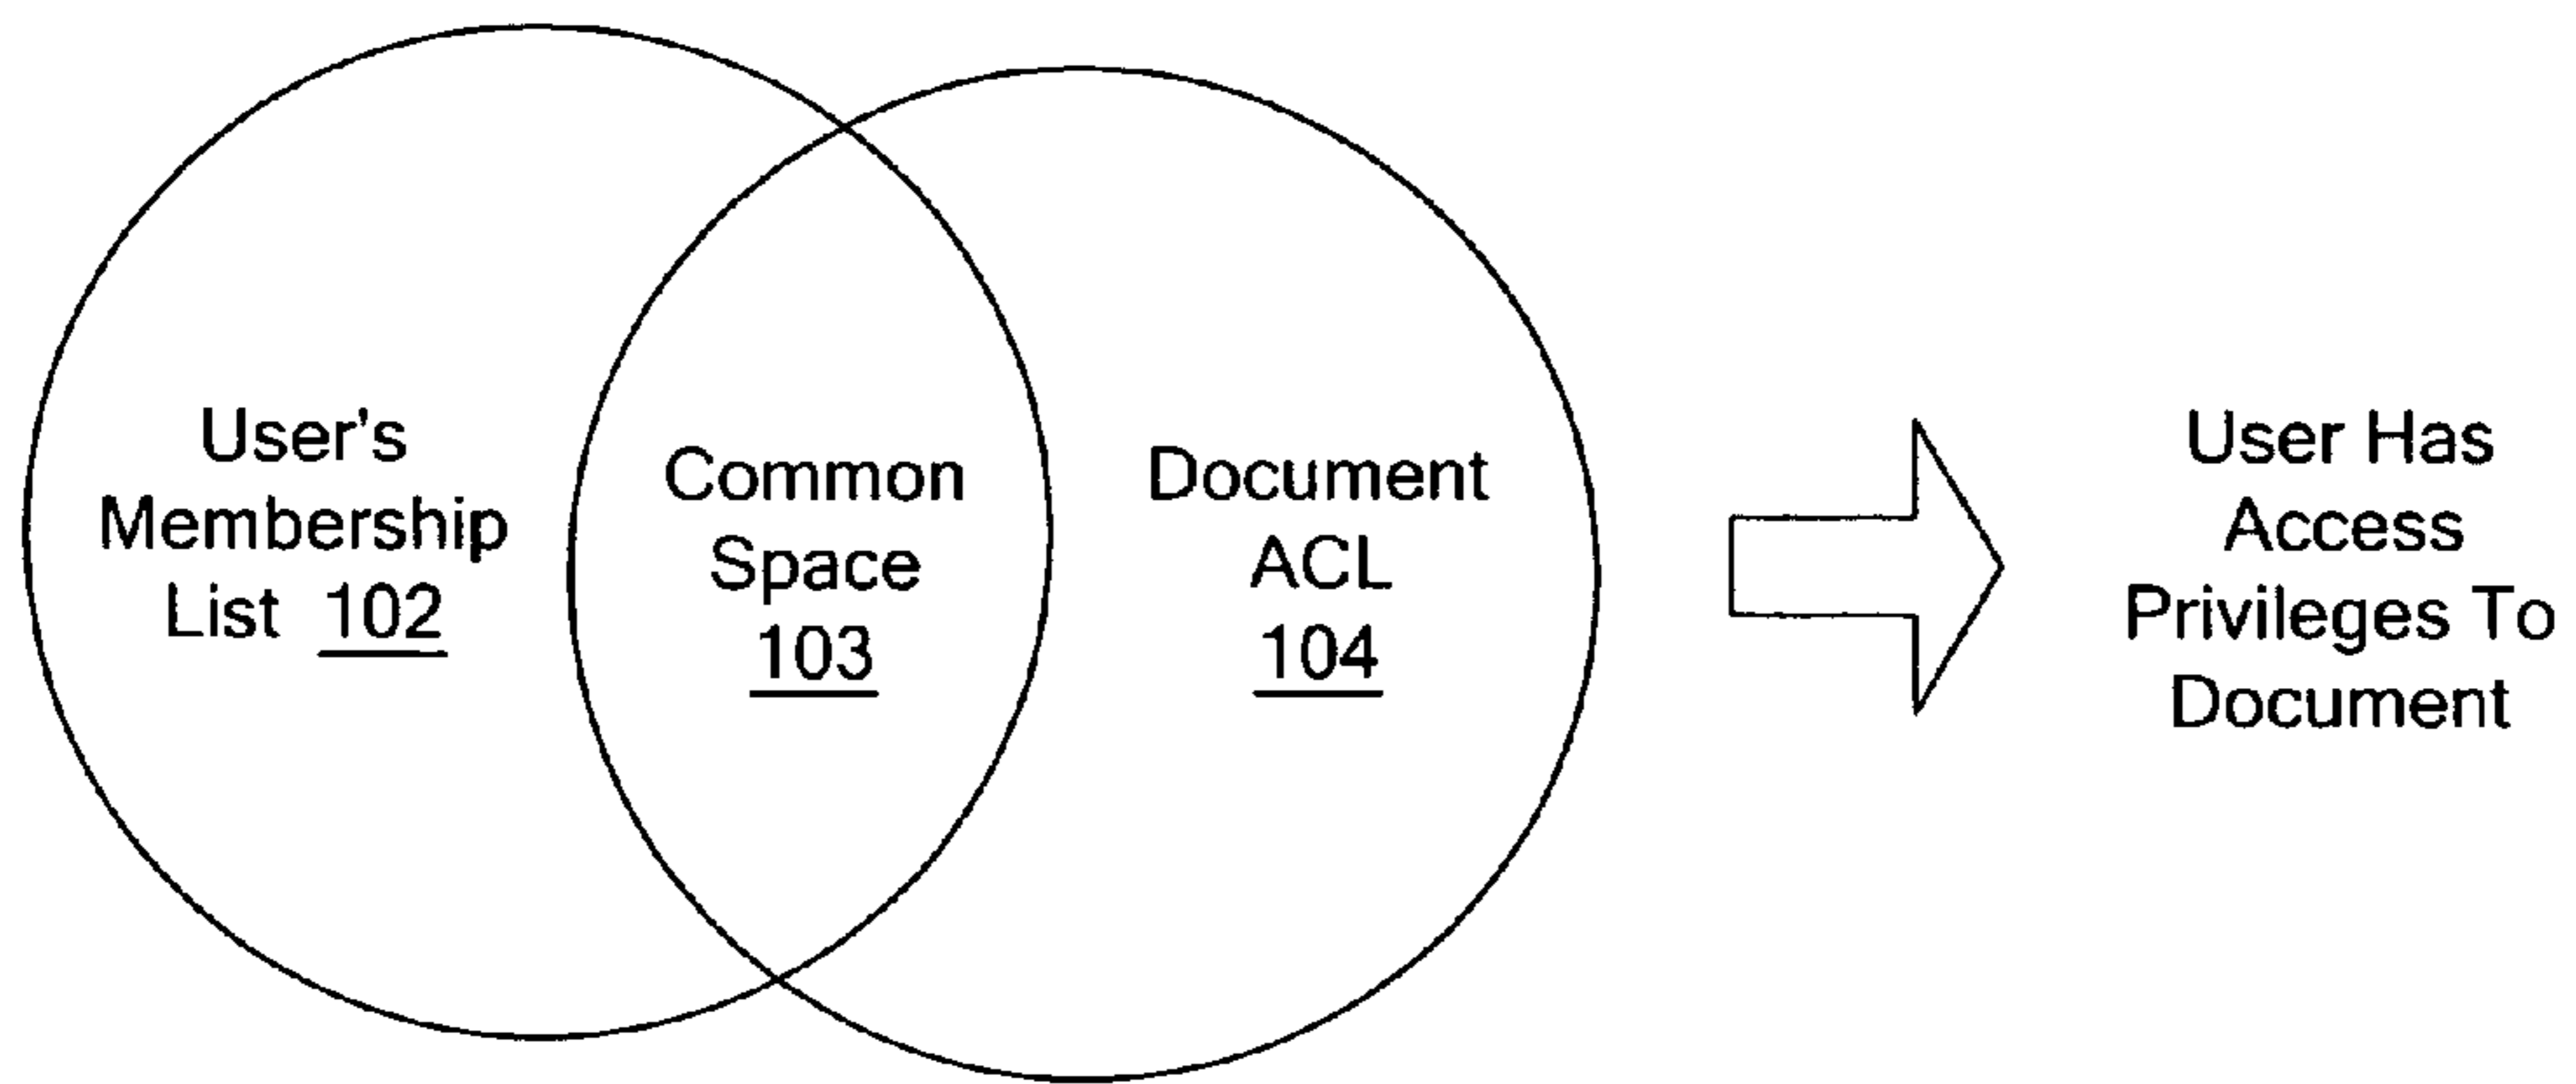 User's
Membership
List 102
Common
Space
103
Document
ACL
104
User Has
Access
Privileges To
Document